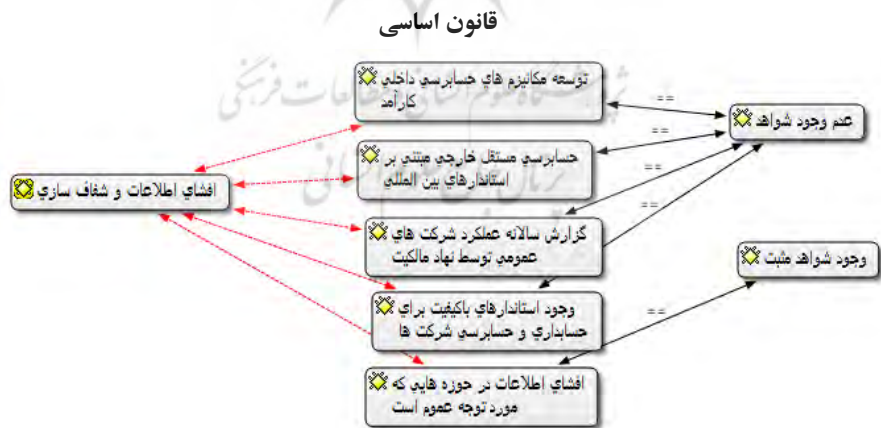 قانون اساسی
توسعه مکانیزم های حسابرسی داخلی
کارآمد
عدم وجود شواهد
==
==
حسابرسی مستقل خارجی مبتنی بر
استاندارهای بین المللی
==
افشای اطلاعات و شفاف سازی
==
گزارش سالانه عملکرد شرکت های
عمومی توسط نهاد مالکیت
وجود شواهد مثبت
وجود استاندارهای باکیفیت برای
حسابداری و حسابرسی شرکت ها
==
افشای اطلاعات در حوزه هایی که
مورد توجه عموم است